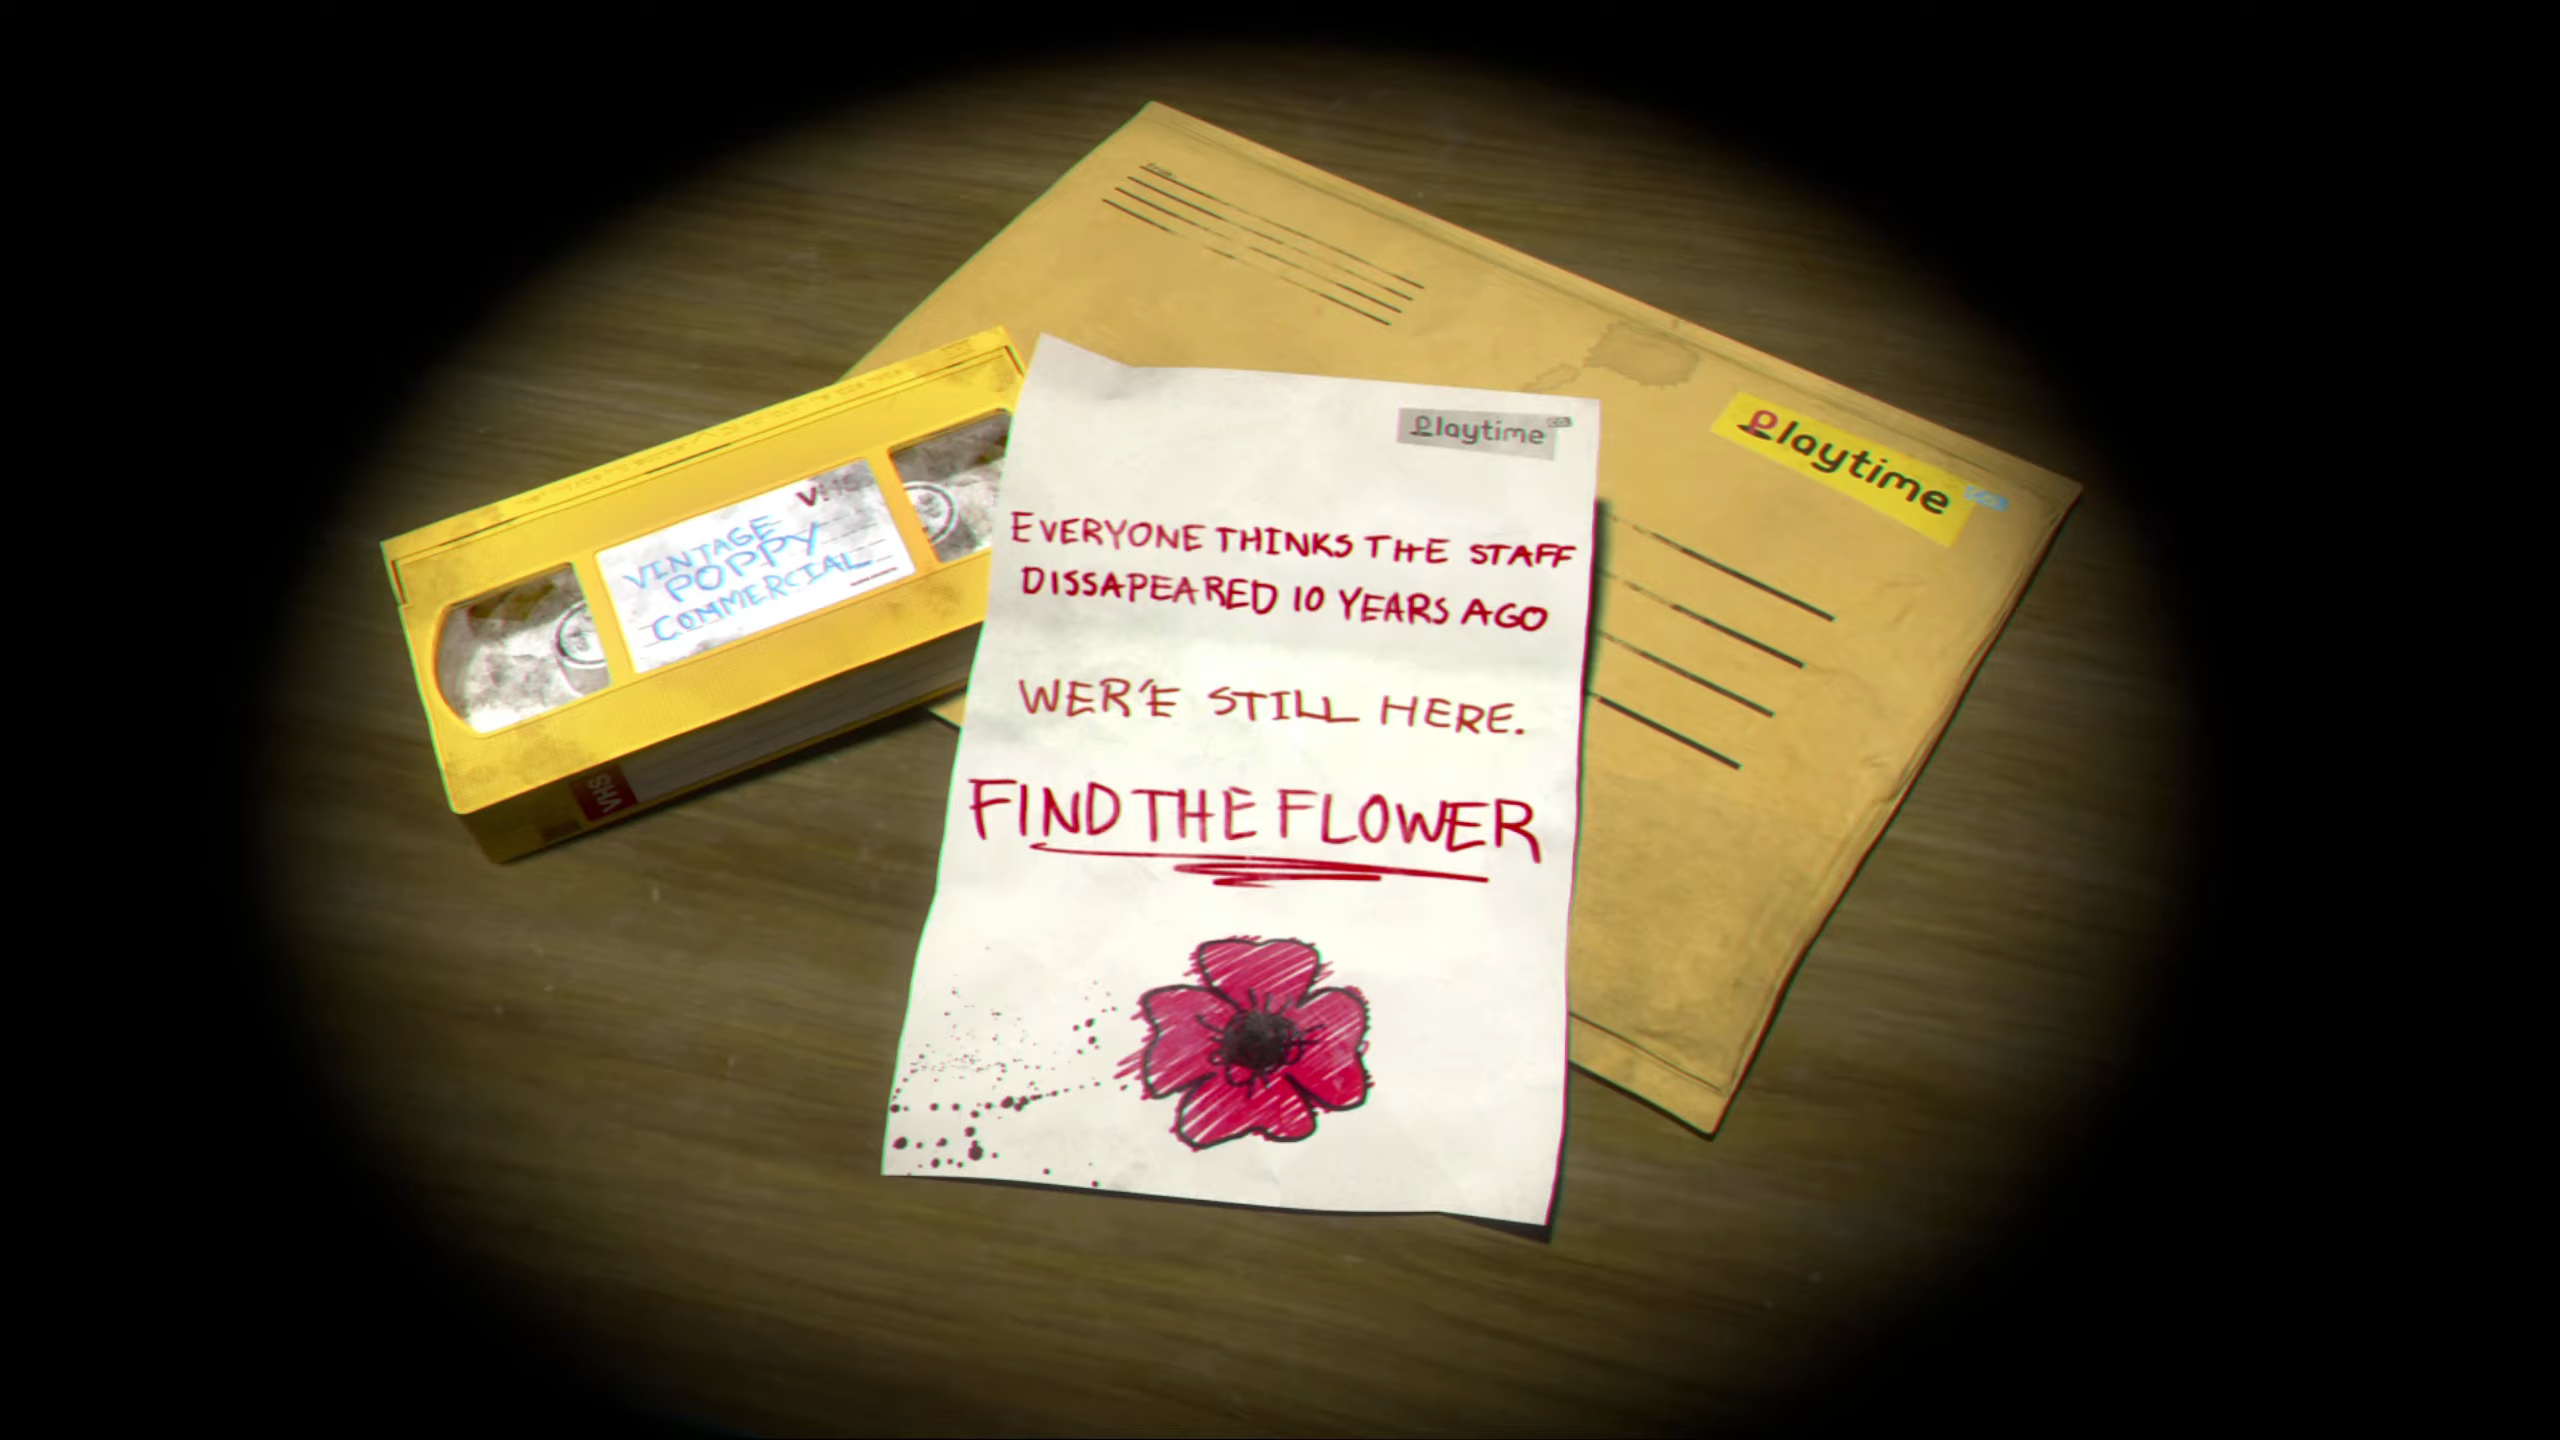 VINTAGE
POPPY
COMMERCIAL
VHS
Playtime
EVERYONE THINKS THE STAFF
DISSAPEARED 10 YEARS AGO
WER'E STILL HERE.
FIND THE FLOWER
Playtime